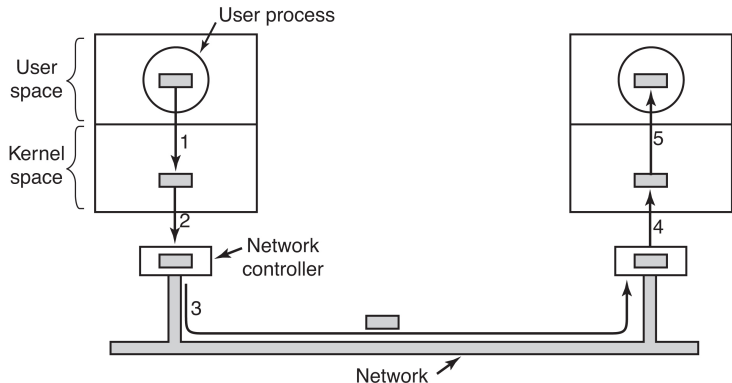 User process
User
space
1
5
Kernel
space
2
4
Network
controller
3
Network